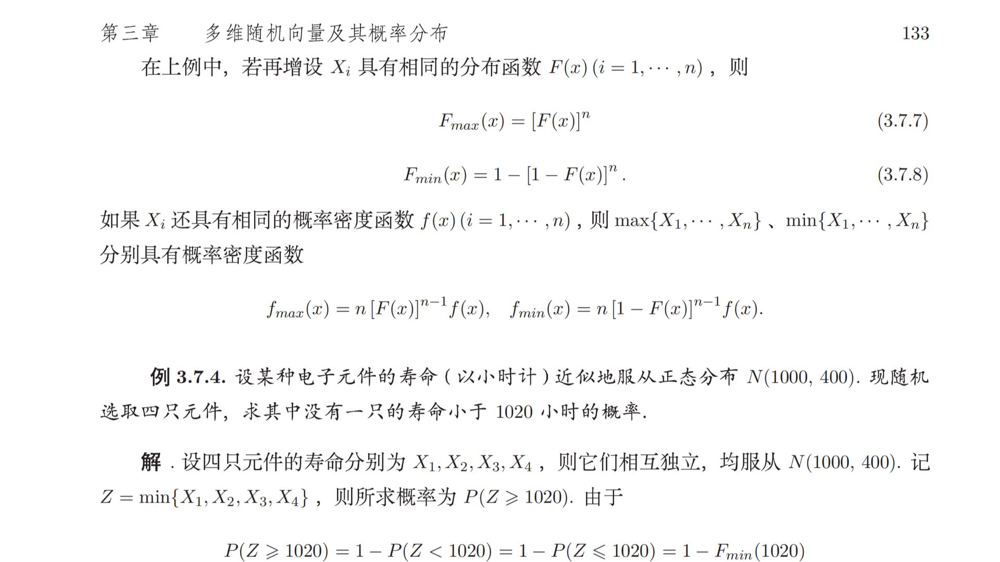 第三章 多维随机向量及其概率分布 133
在上例中，若再增设 X_i 具有相同的分布函数 F(x) (i = 1, ⋯ , n) ，则
F_{max}(x) = [F(x)]^n (3.7.7)
F_{min}(x) = 1 − [1 − F(x)]^n . (3.7.8)
如果 X_i 还具有相同的概率密度函数 f(x) (i = 1, ⋯ , n) , 则 max{X_1, ⋯ , X_n} 、min{X_1, ⋯ , X_n}
分别具有概率密度函数
f_{max}(x) = n [F(x)]^{n−1} f(x), f_{min}(x) = n [1 − F(x)]^{n−1} f(x).
例 3.7.4. 设某种电子元件的寿命（以小时计）近似地服从正态分布 N(1000, 400). 现随机
选取四只元件，求其中没有一只的寿命小于 1020 小时的概率.
解 . 设四只元件的寿命分别为 X_1, X_2, X_3, X_4 ，则它们相互独立，均服从 N(1000, 400). 记
Z = min{X_1, X_2, X_3, X_4} ，则所求概率为 P(Z ⩾ 1020). 由于
P(Z ⩾ 1020) = 1 − P(Z < 1020) = 1 − P(Z ⩽ 1020) = 1 − F_{min}(1020)